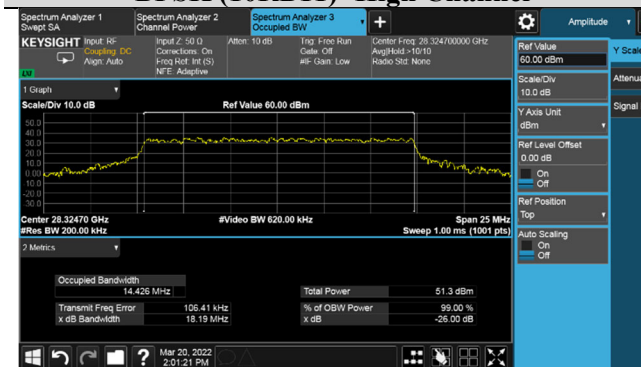 Spectrum Analyzer 1
Swept SA
Spectrum Analyzer 2
Channel Power
Spectrum Analyzer 3
Occupied BW
+
Amplitude
KEYSIGHT
Input: RF
Coupling: DC
Align: Auto
Input Z: 50 Ω
Corrections: On
Freq Ref: Int (S)
NFE: Adaptive
Atten: 10 dB
Trig: Free Run
Gate: Off
#IF Gain: Low
Center Freq: 28.324700000 GHz
Avg|Hold:>10/10
Radio Std: None
1 Graph
Scale/Div 10.0 dB
Ref Value 60.00 dBm
50.0
40.0
30.0
20.0
10.0
0.00
-10.0
-20.0
-30.0
Center 28.32470 GHz
#Res BW 200.00 kHz
#Video BW 620.00 kHz
Span 25 MHz
Sweep 1.00 ms (1001 pts)
2 Metrics
Occupied Bandwidth
14.426 MHz
Total Power 51.3 dBm
Transmit Freq Error 106.41 kHz
% of OBW Power 99.00 %
x dB Bandwidth 18.19 MHz
x dB -26.00 dB
Ref Value
60.00 dBm
Scale/Div
10.0 dB
Y Axis Unit
dBm
Ref Level Offset
0.00 dB
On
Off
Ref Position
Top
Auto Scaling
On
Off
Y Scale
Signal
?
Mar 20, 2022
2:01:21 PM